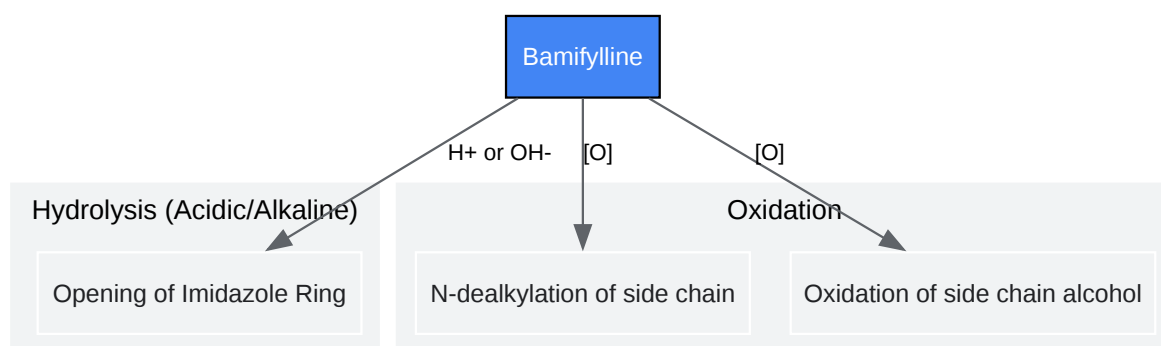 Bamifylline
H+ or OH-
[O]
[O]
Hydrolysis (Acidic/Alkaline)
Oxidation
Opening of Imidazole Ring
N-dealkylation of side chain
Oxidation of side chain alcohol